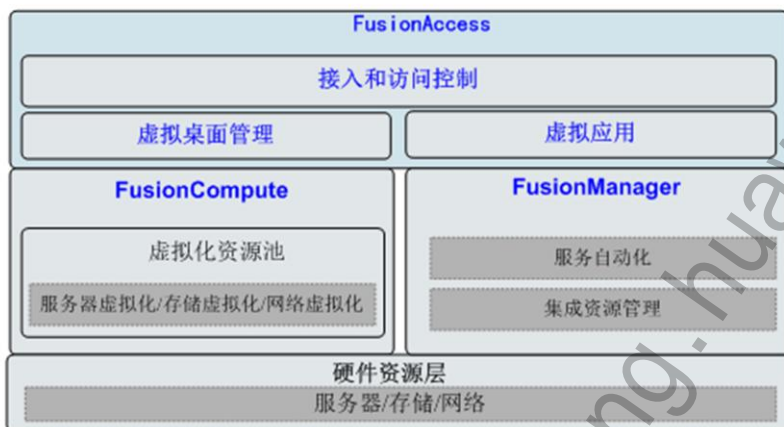 FusionAccess
接入和访问控制
虚拟桌面管理
虚拟应用
FusionCompute
虚拟化资源池
服务器虚拟化/存储虚拟化/网络虚拟化
FusionManager
服务自动化
集成资源管理
硬件资源层
服务器/存储/网络
ng.hua